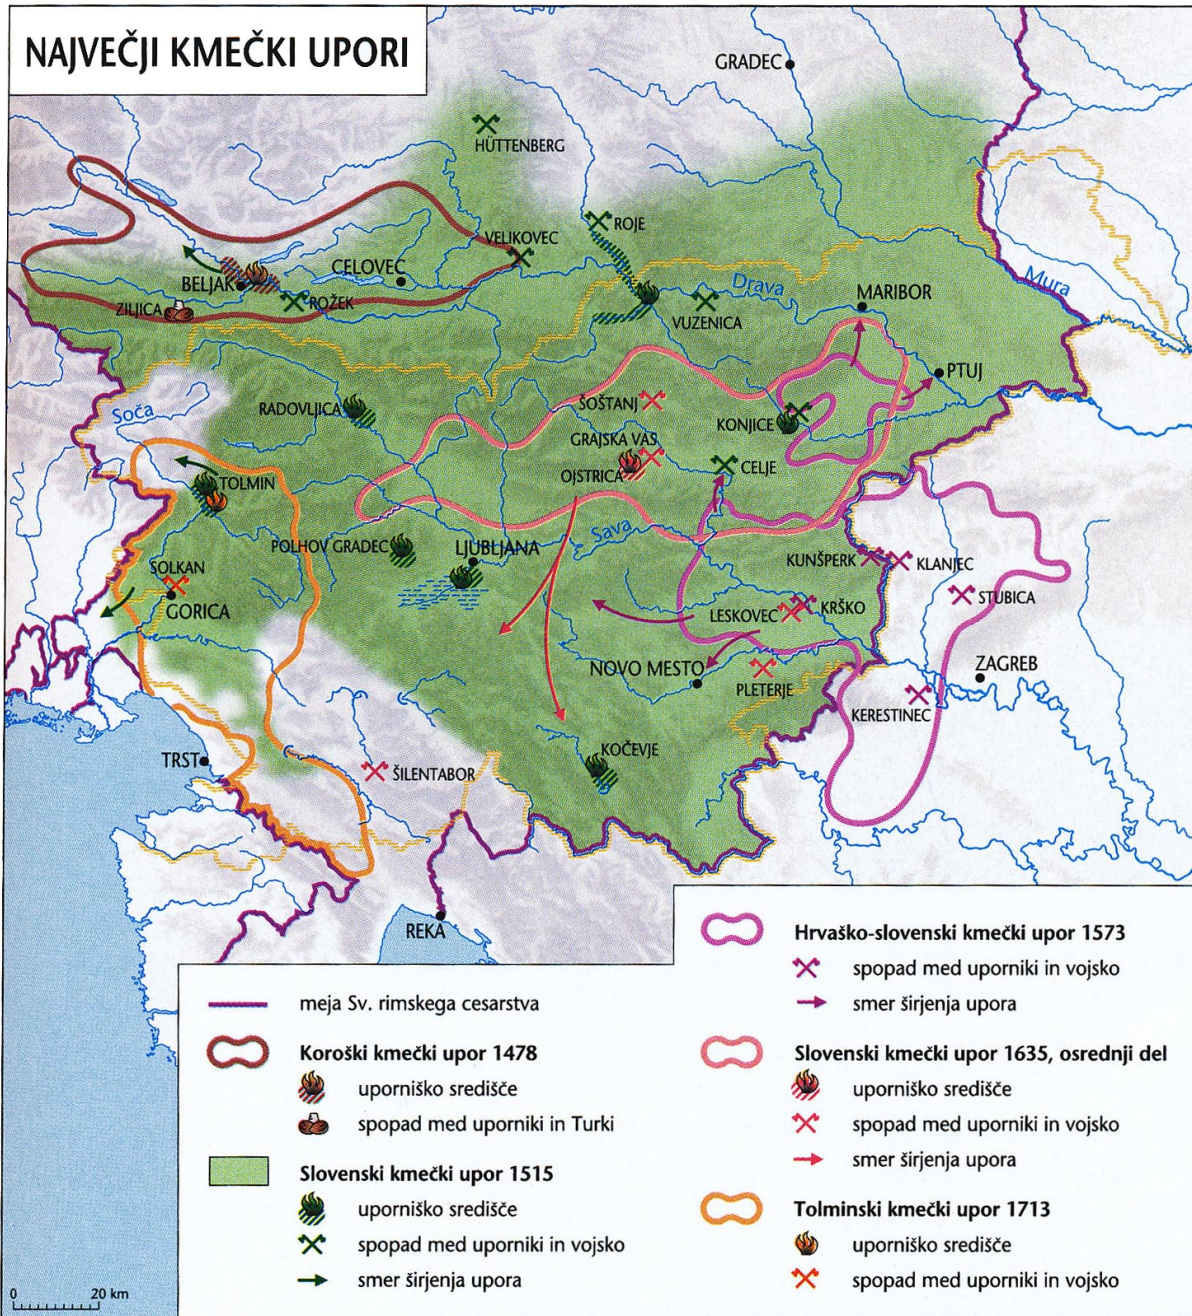 NAJVEČJI KMEČKI UPORI
GRADEC
HÜTTENBERG
ROJE
VELIKOVEC
BELJAK
CELOVEC
ZILJICA
ROŽEK
Drava
VUZENICA
MARIBOR
Mura
PTUJ
Soča
RADOVLJICA
ŠOŠTANJ
KONJICE
GRAJSKA VAS
OJSTRICA
CELJE
TOLMIN
POLHOV GRADEC
LJUBLJANA
Sava
KUNŠPERK
KLANJEC
SOLKAN
GORICA
LESKOVEC
KRŠKO
STUBICA
NOVO MESTO
PLETERJE
ZAGREB
KERESTINEC
TRST
ŠILENTABOR
KOČEVJE
REKA
meja Sv. rimskega cesarstva
Koroški kmečki upor 1478
uporniško središče
spopad med uporniki in Turki
Slovenski kmečki upor 1515
uporniško središče
spopad med uporniki in vojsko
smer širjenja upora
Hrvaško-slovenski kmečki upor 1573
spopad med uporniki in vojsko
smer širjenja upora
Slovenski kmečki upor 1635, osrednji del
uporniško središče
spopad med uporniki in vojsko
smer širjenja upora
Tolminski kmečki upor 1713
uporniško središče
spopad med uporniki in vojsko
0 20 km